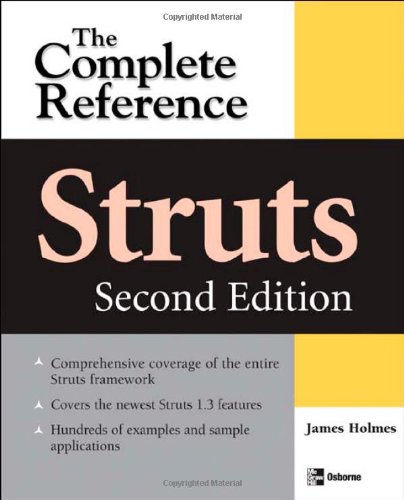 Copyrighted Material
The
Complete
Reference
Struts
Second Edition
Comprehensive coverage of the entire
Struts framework
Covers the newest Struts 1.3 features
Hundreds of examples and sample
applications
James Holmes
Mc
Graw
Hill
Osborne
Copyrighted Material